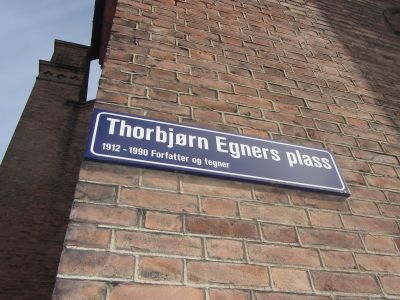 Thorbjørn Egners plass
1912 - 1990 Forfatter og tegner